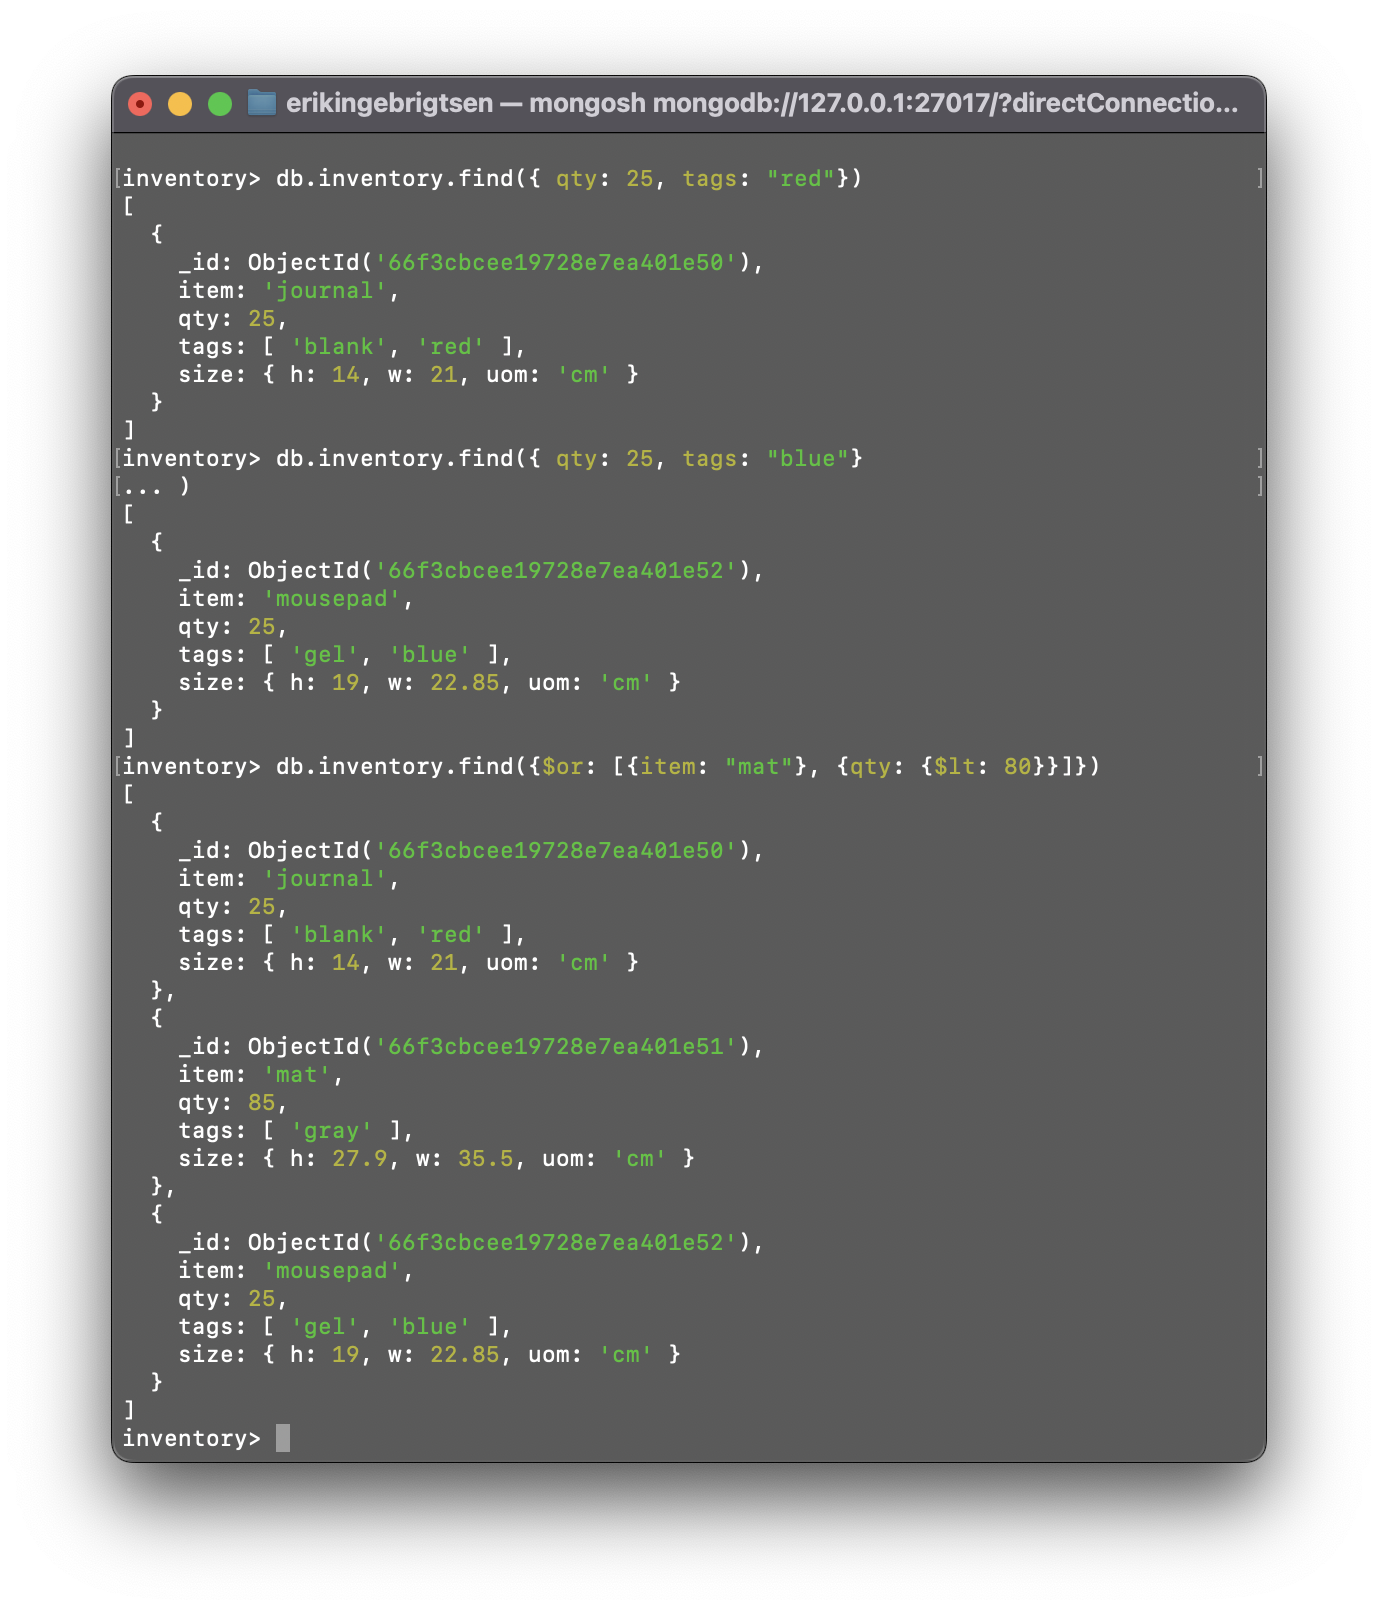 erikingebrigtsen — mongosh mongodb://127.0.0.1:27017/?directConnectio...
[inventory> db.inventory.find({ qty: 25, tags: "red"}) ]
[
  {
    _id: ObjectId('66f3cbcee19728e7ea401e50'),
    item: 'journal',
    qty: 25,
    tags: [ 'blank', 'red' ],
    size: { h: 14, w: 21, uom: 'cm' }
  }
]
[inventory> db.inventory.find({ qty: 25, tags: "blue"} ]
[... ) ]
[
  {
    _id: ObjectId('66f3cbcee19728e7ea401e52'),
    item: 'mousepad',
    qty: 25,
    tags: [ 'gel', 'blue' ],
    size: { h: 19, w: 22.85, uom: 'cm' }
  }
]
[inventory> db.inventory.find({$or: [{item: "mat"}, {qty: {$lt: 80}}]}) ]
[
  {
    _id: ObjectId('66f3cbcee19728e7ea401e50'),
    item: 'journal',
    qty: 25,
    tags: [ 'blank', 'red' ],
    size: { h: 14, w: 21, uom: 'cm' }
  },
  {
    _id: ObjectId('66f3cbcee19728e7ea401e51'),
    item: 'mat',
    qty: 85,
    tags: [ 'gray' ],
    size: { h: 27.9, w: 35.5, uom: 'cm' }
  },
  {
    _id: ObjectId('66f3cbcee19728e7ea401e52'),
    item: 'mousepad',
    qty: 25,
    tags: [ 'gel', 'blue' ],
    size: { h: 19, w: 22.85, uom: 'cm' }
  }
]
inventory>